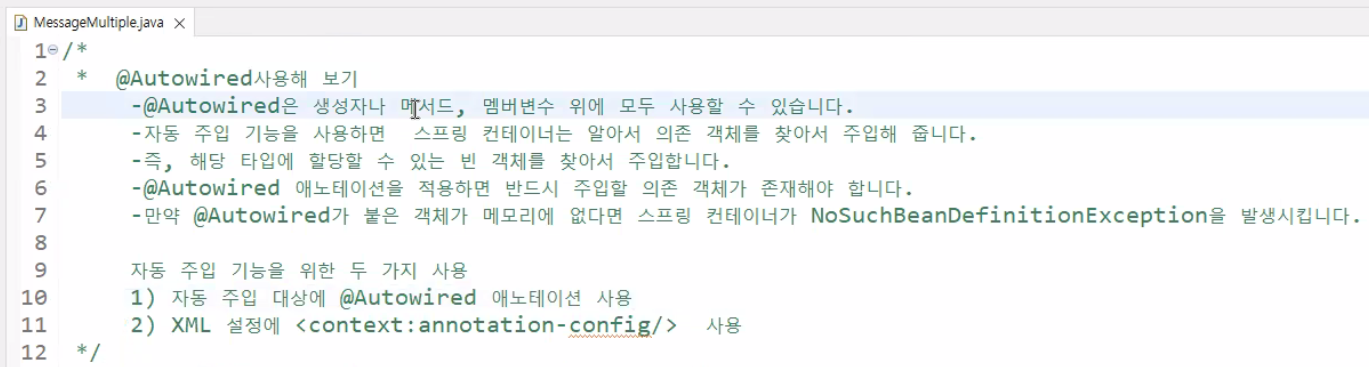 MessageMultiple.java
1 /*
2 * @Autowired사용해 보기
3 -@Autowired은 생성자나 메서드, 멤버변수 위에 모두 사용할 수 있습니다.
4 -자동 주입 기능을 사용하면 스프링 컨테이너는 알아서 의존 객체를 찾아서 주입해 줍니다.
5 -즉, 해당 타입에 할당할 수 있는 빈 객체를 찾아서 주입합니다.
6 -@Autowired 애노테이션을 적용하면 반드시 주입할 의존 객체가 존재해야 합니다.
7 -만약 @Autowired가 붙은 객체가 메모리에 없다면 스프링 컨테이너가 NoSuchBeanDefinitionException을 발생시킵니다.
8
9 자동 주입 기능을 위한 두 가지 사용
10 1) 자동 주입 대상에 @Autowired 애노테이션 사용
11 2) XML 설정에 <context:annotation-config/> 사용
12 */